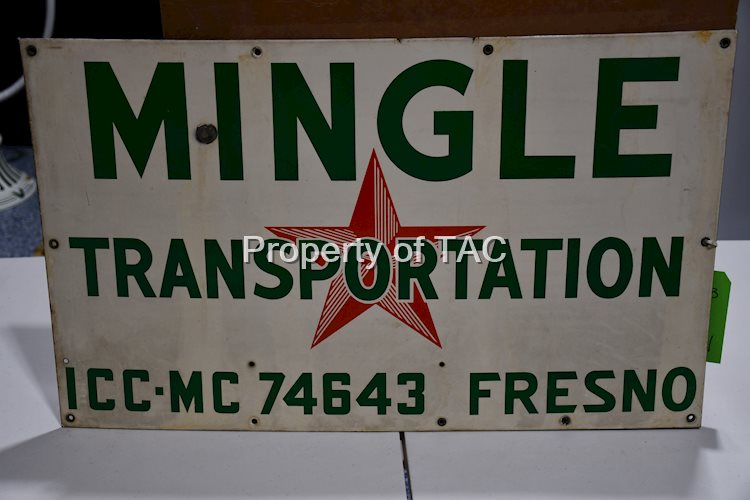 MINGLE
Property of TAC
TRANSPORTATION
ICC-MC 74643 FRESNO